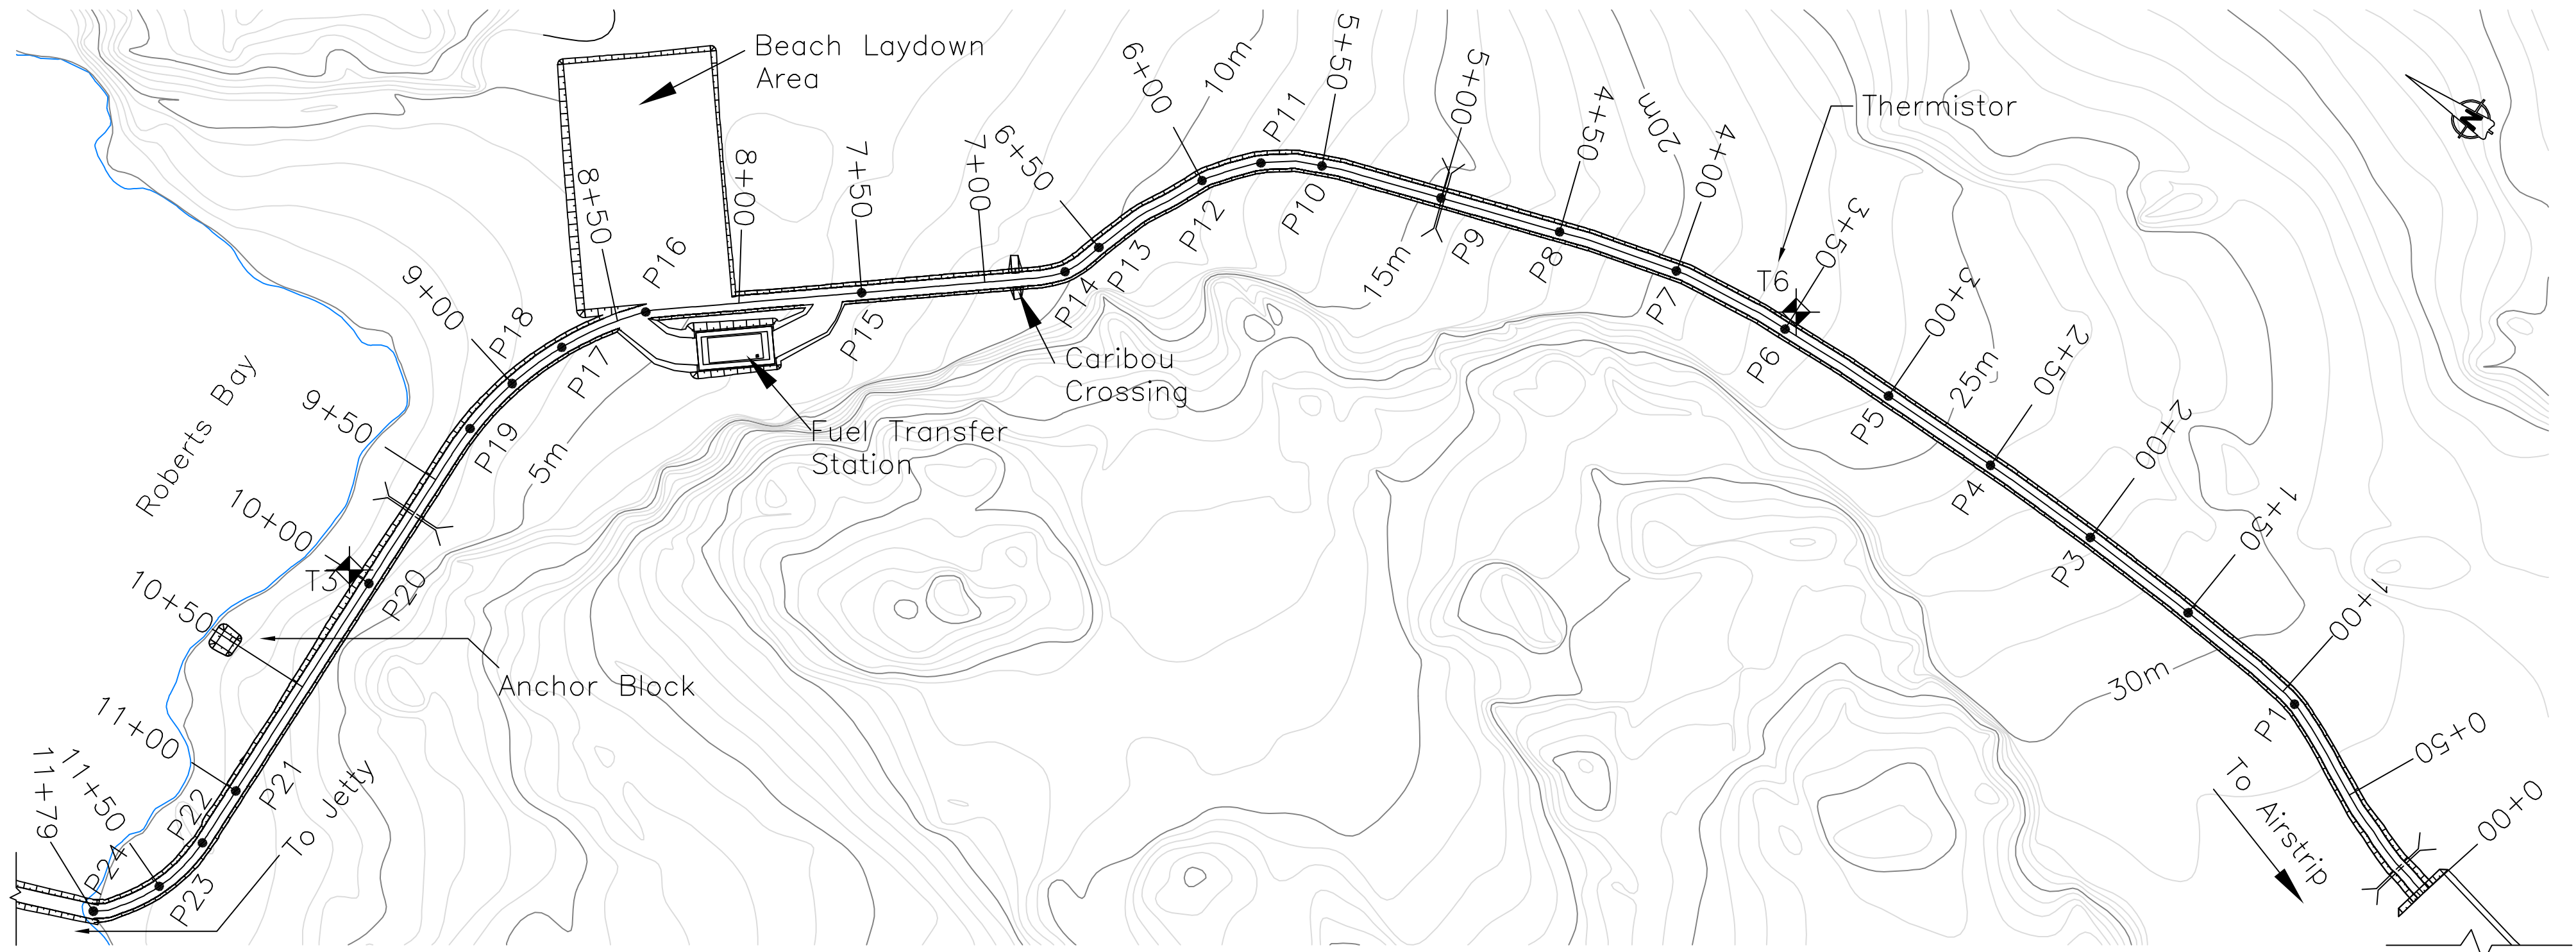 Beach Laydown
Area
Thermistor
N
10m
20m
15m
25m
30m
5m
Roberts Bay
Caribou
Crossing
Fuel Transfer
Station
Anchor Block
To Jetty
To Airstrip
T3
T6
0+00
0+50
1+00
1+50
2+00
2+50
3+00
3+50
4+00
4+50
5+00
5+50
6+00
6+50
7+00
7+50
8+00
8+50
9+00
9+50
10+00
10+50
11+00
11+50
11+79
P1
P3
P4
P5
P6
P7
P8
P9
P10
P11
P12
P13
P14
P15
P16
P17
P18
P19
P20
P21
P22
P23
P24